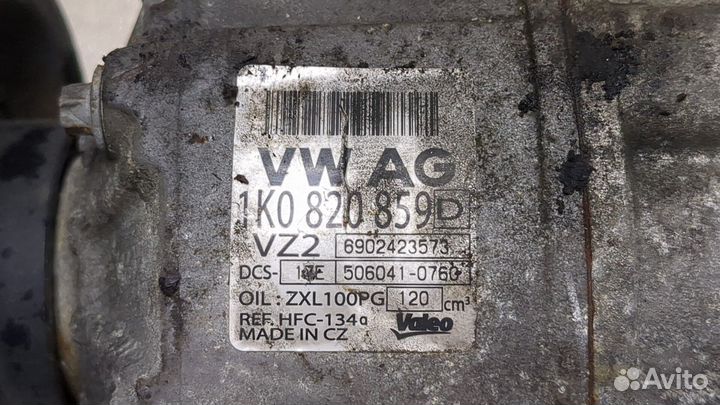 VW AG
1K0 820 859 D
VZ2 6902423573
DCS- 506041-0760
OIL : ZXL100PG 120 cm³
REF. HFC-134a Valeo
MADE IN CZ
Avito